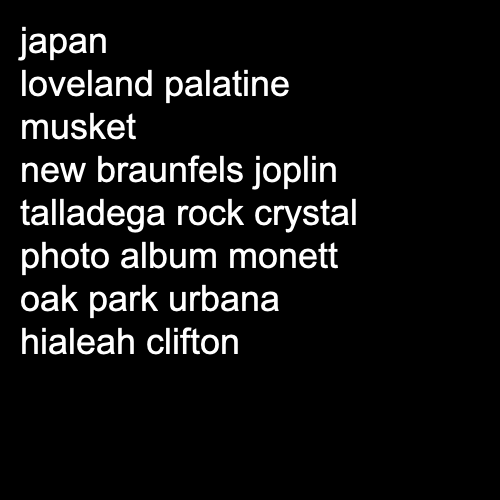 japan
loveland palatine
musket
new braunfels joplin
talladega rock crystal
photo album monett
oak park urbana
hialeah clifton